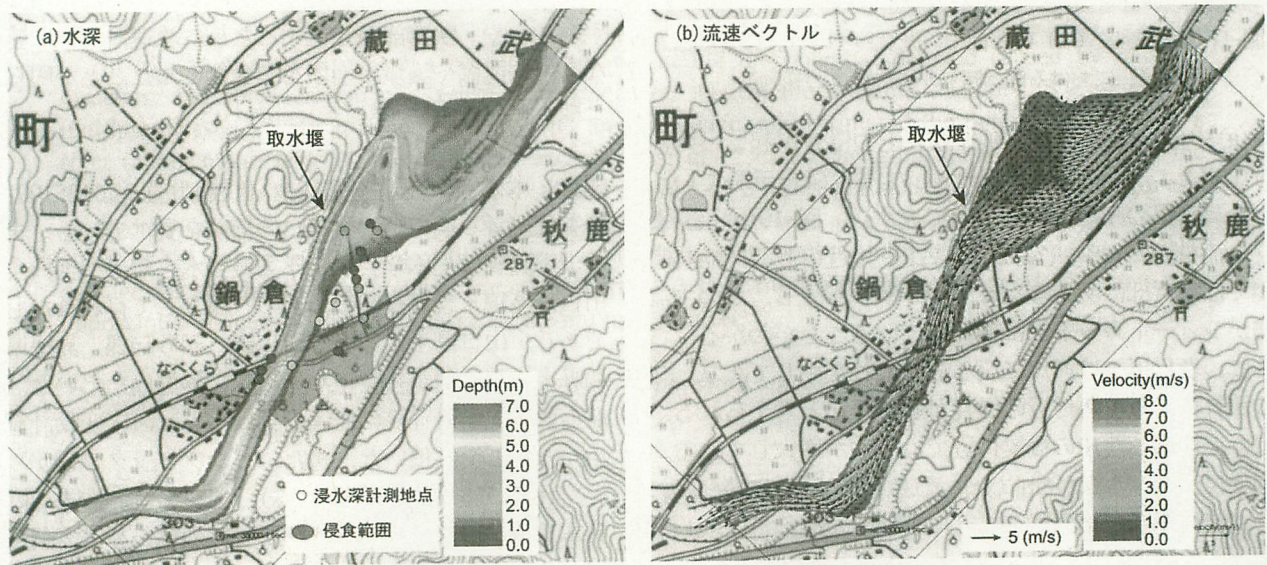 (a)水深
蔵 田
武
町
取水堰
300
秋 鹿
287
鍋 倉
なべくら
303
Depth(m)
7.0
6.0
5.0
4.0
3.0
2.0
1.0
0.0
浸水深計測地点
侵食範囲
(b)流速ベクトル
蔵 田
武
町
取水堰
300
秋 鹿
287
鍋 倉
なべくら
303
Velocity(m/s)
8.0
7.0
6.0
5.0
4.0
3.0
2.0
1.0
0.0
5 (m/s)